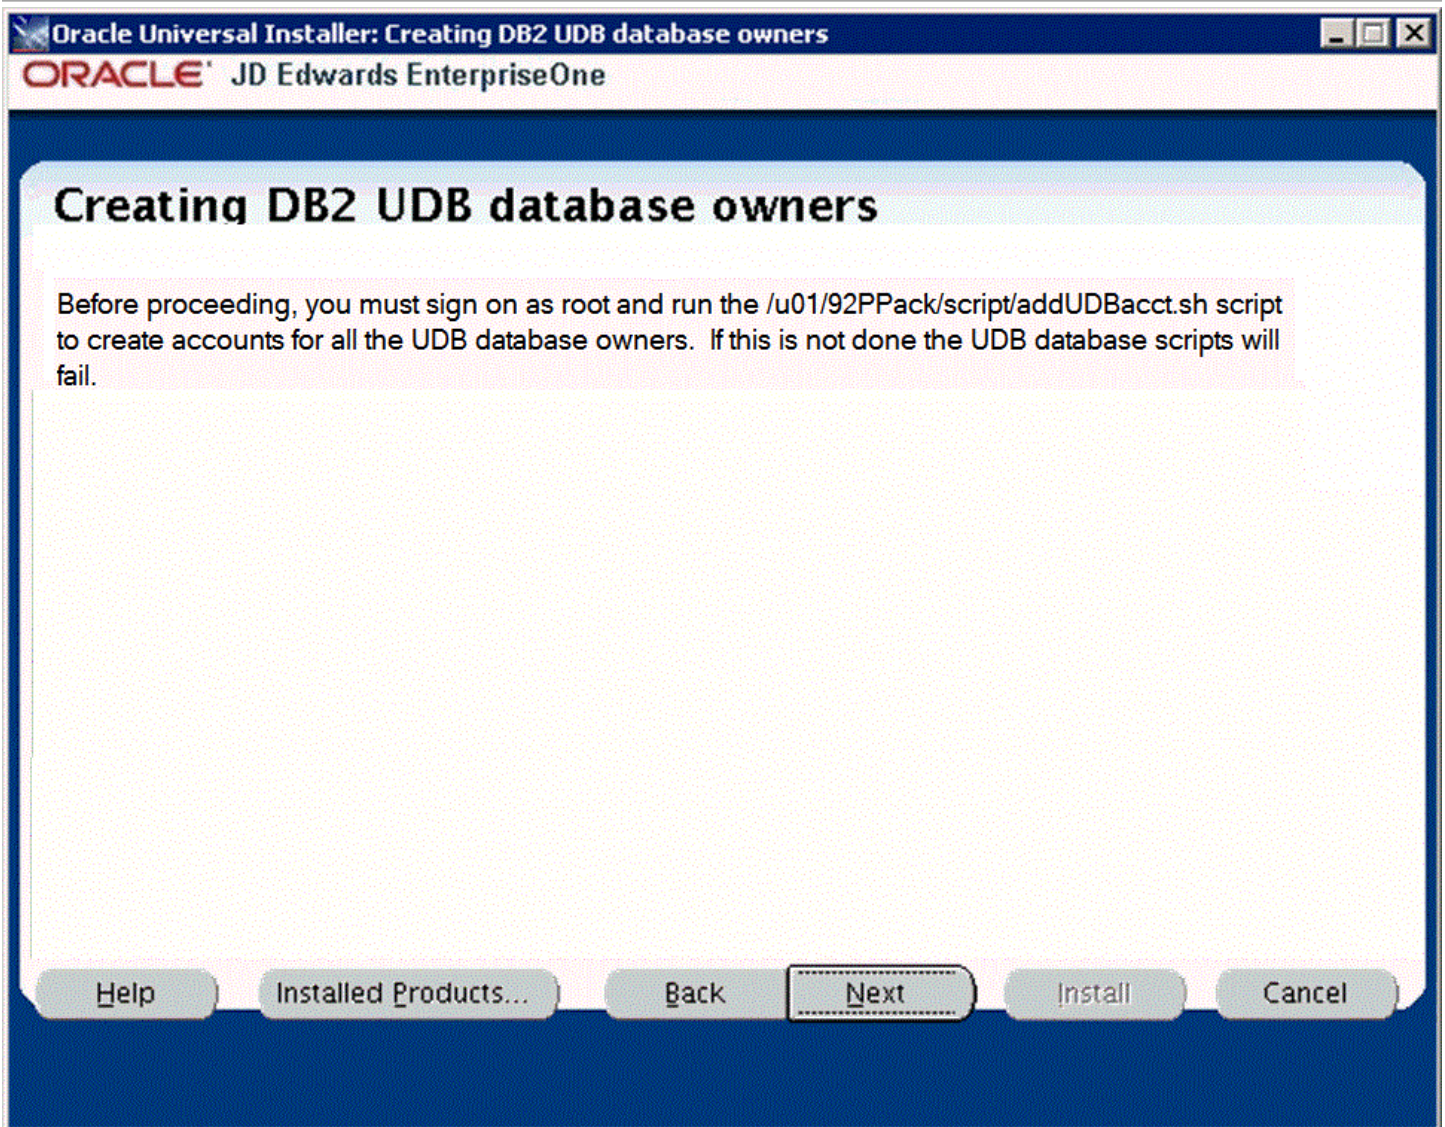 Oracle Universal Installer: Creating DB2 UDB database owners
ORACLE JD Edwards EnterpriseOne
Creating DB2 UDB database owners
Before proceeding, you must sign on as root and run the /u01/92PPack/script/addUDBacct.sh script
to create accounts for all the UDB database owners. If this is not done the UDB database scripts will
fail.
Help Installed Products... Back Next Install Cancel